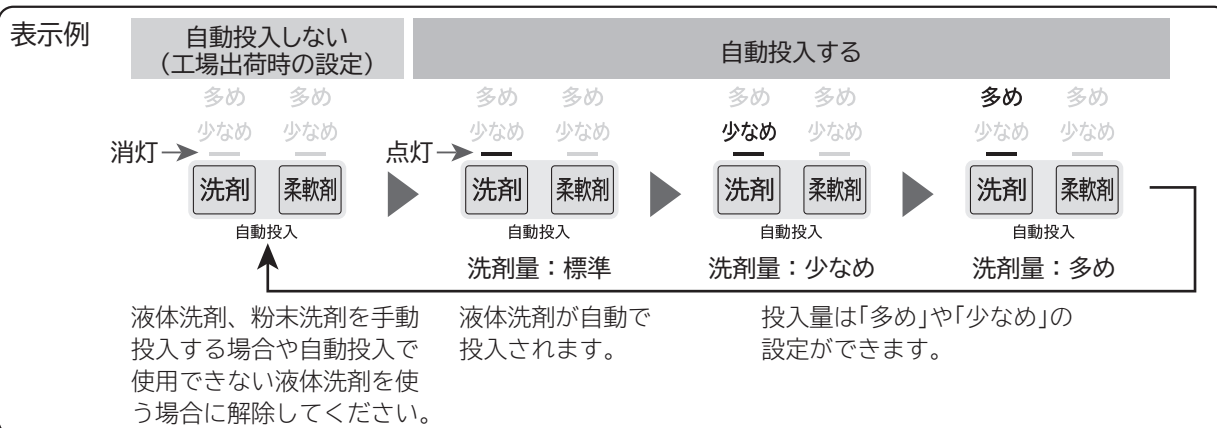 表示例
自動投入しない
（工場出荷時の設定）
自動投入する
多め 多め
少なめ 少なめ
消灯
洗剤 柔軟剤
自動投入
多め 多め
少なめ 少なめ
点灯
洗剤 柔軟剤
自動投入
洗剤量：標準
多め 多め
少なめ 少なめ
洗剤 柔軟剤
自動投入
洗剤量：少なめ
多め 多め
少なめ 少なめ
洗剤 柔軟剤
自動投入
洗剤量：多め
液体洗剤、粉末洗剤を手動
投入する場合や自動投入で
使用できない液体洗剤を使
う場合に解除してください。
液体洗剤が自動で
投入されます。
投入量は「多め」や「少なめ」の
設定ができます。